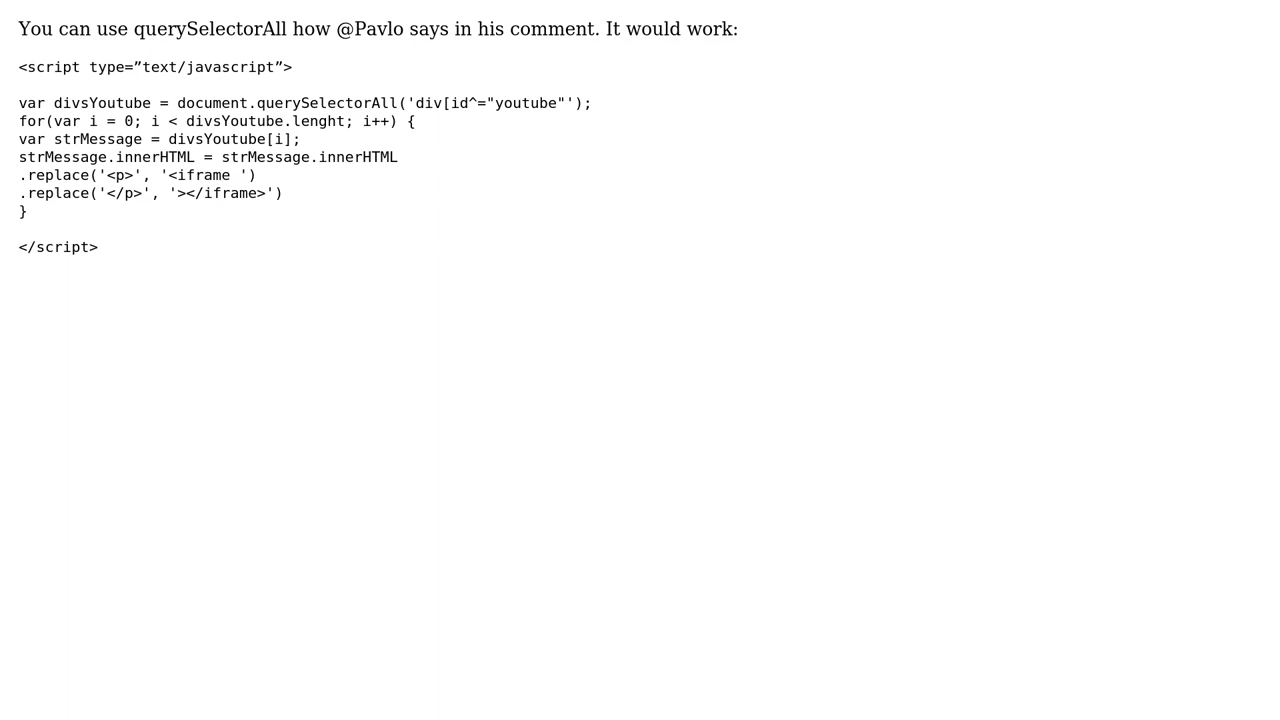 You can use querySelectorAll how @Pavlo says in his comment. It would work:
<script type=”text/javascript”>
var divsYoutube = document.querySelectorAll('div[id^="youtube"');
for(var i = 0; i < divsYoutube.lenght; i++) {
var strMessage = divsYoutube[i];
strMessage.innerHTML = strMessage.innerHTML
.replace('<p>', '<iframe ')
.replace('</p>', '></iframe>')
}
</script>